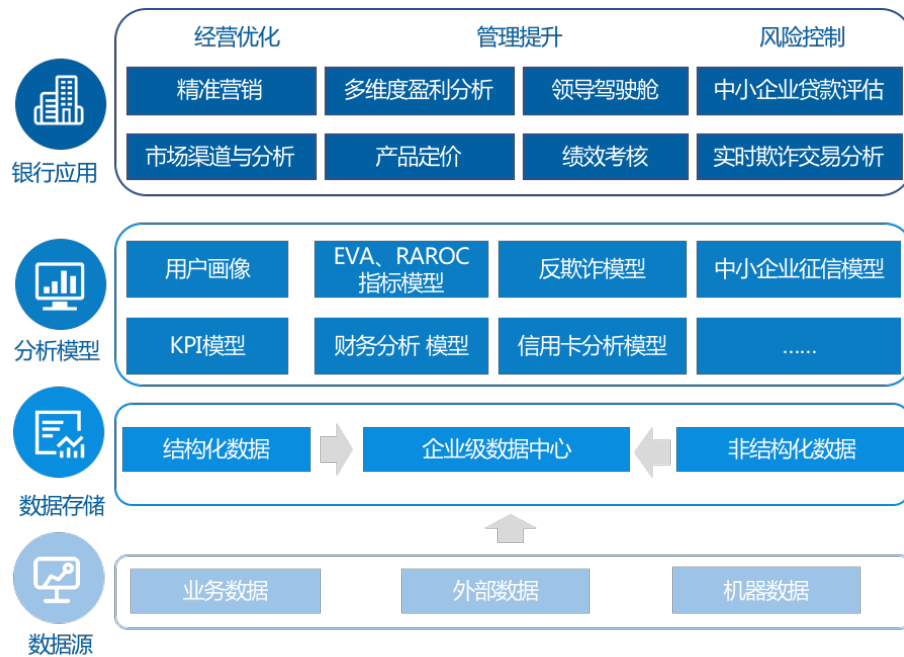 经营优化
管理提升
风险控制
精准营销
多维度盈利分析
领导驾驶舱
中小企业贷款评估
市场渠道与分析
产品定价
绩效考核
实时欺诈交易分析
银行应用
用户画像
EVA、RAROC
指标模型
反欺诈模型
中小企业征信模型
KPI模型
财务分析 模型
信用卡分析模型
……
分析模型
结构化数据
企业级数据中心
非结构化数据
数据存储
业务数据
外部数据
机器数据
数据源